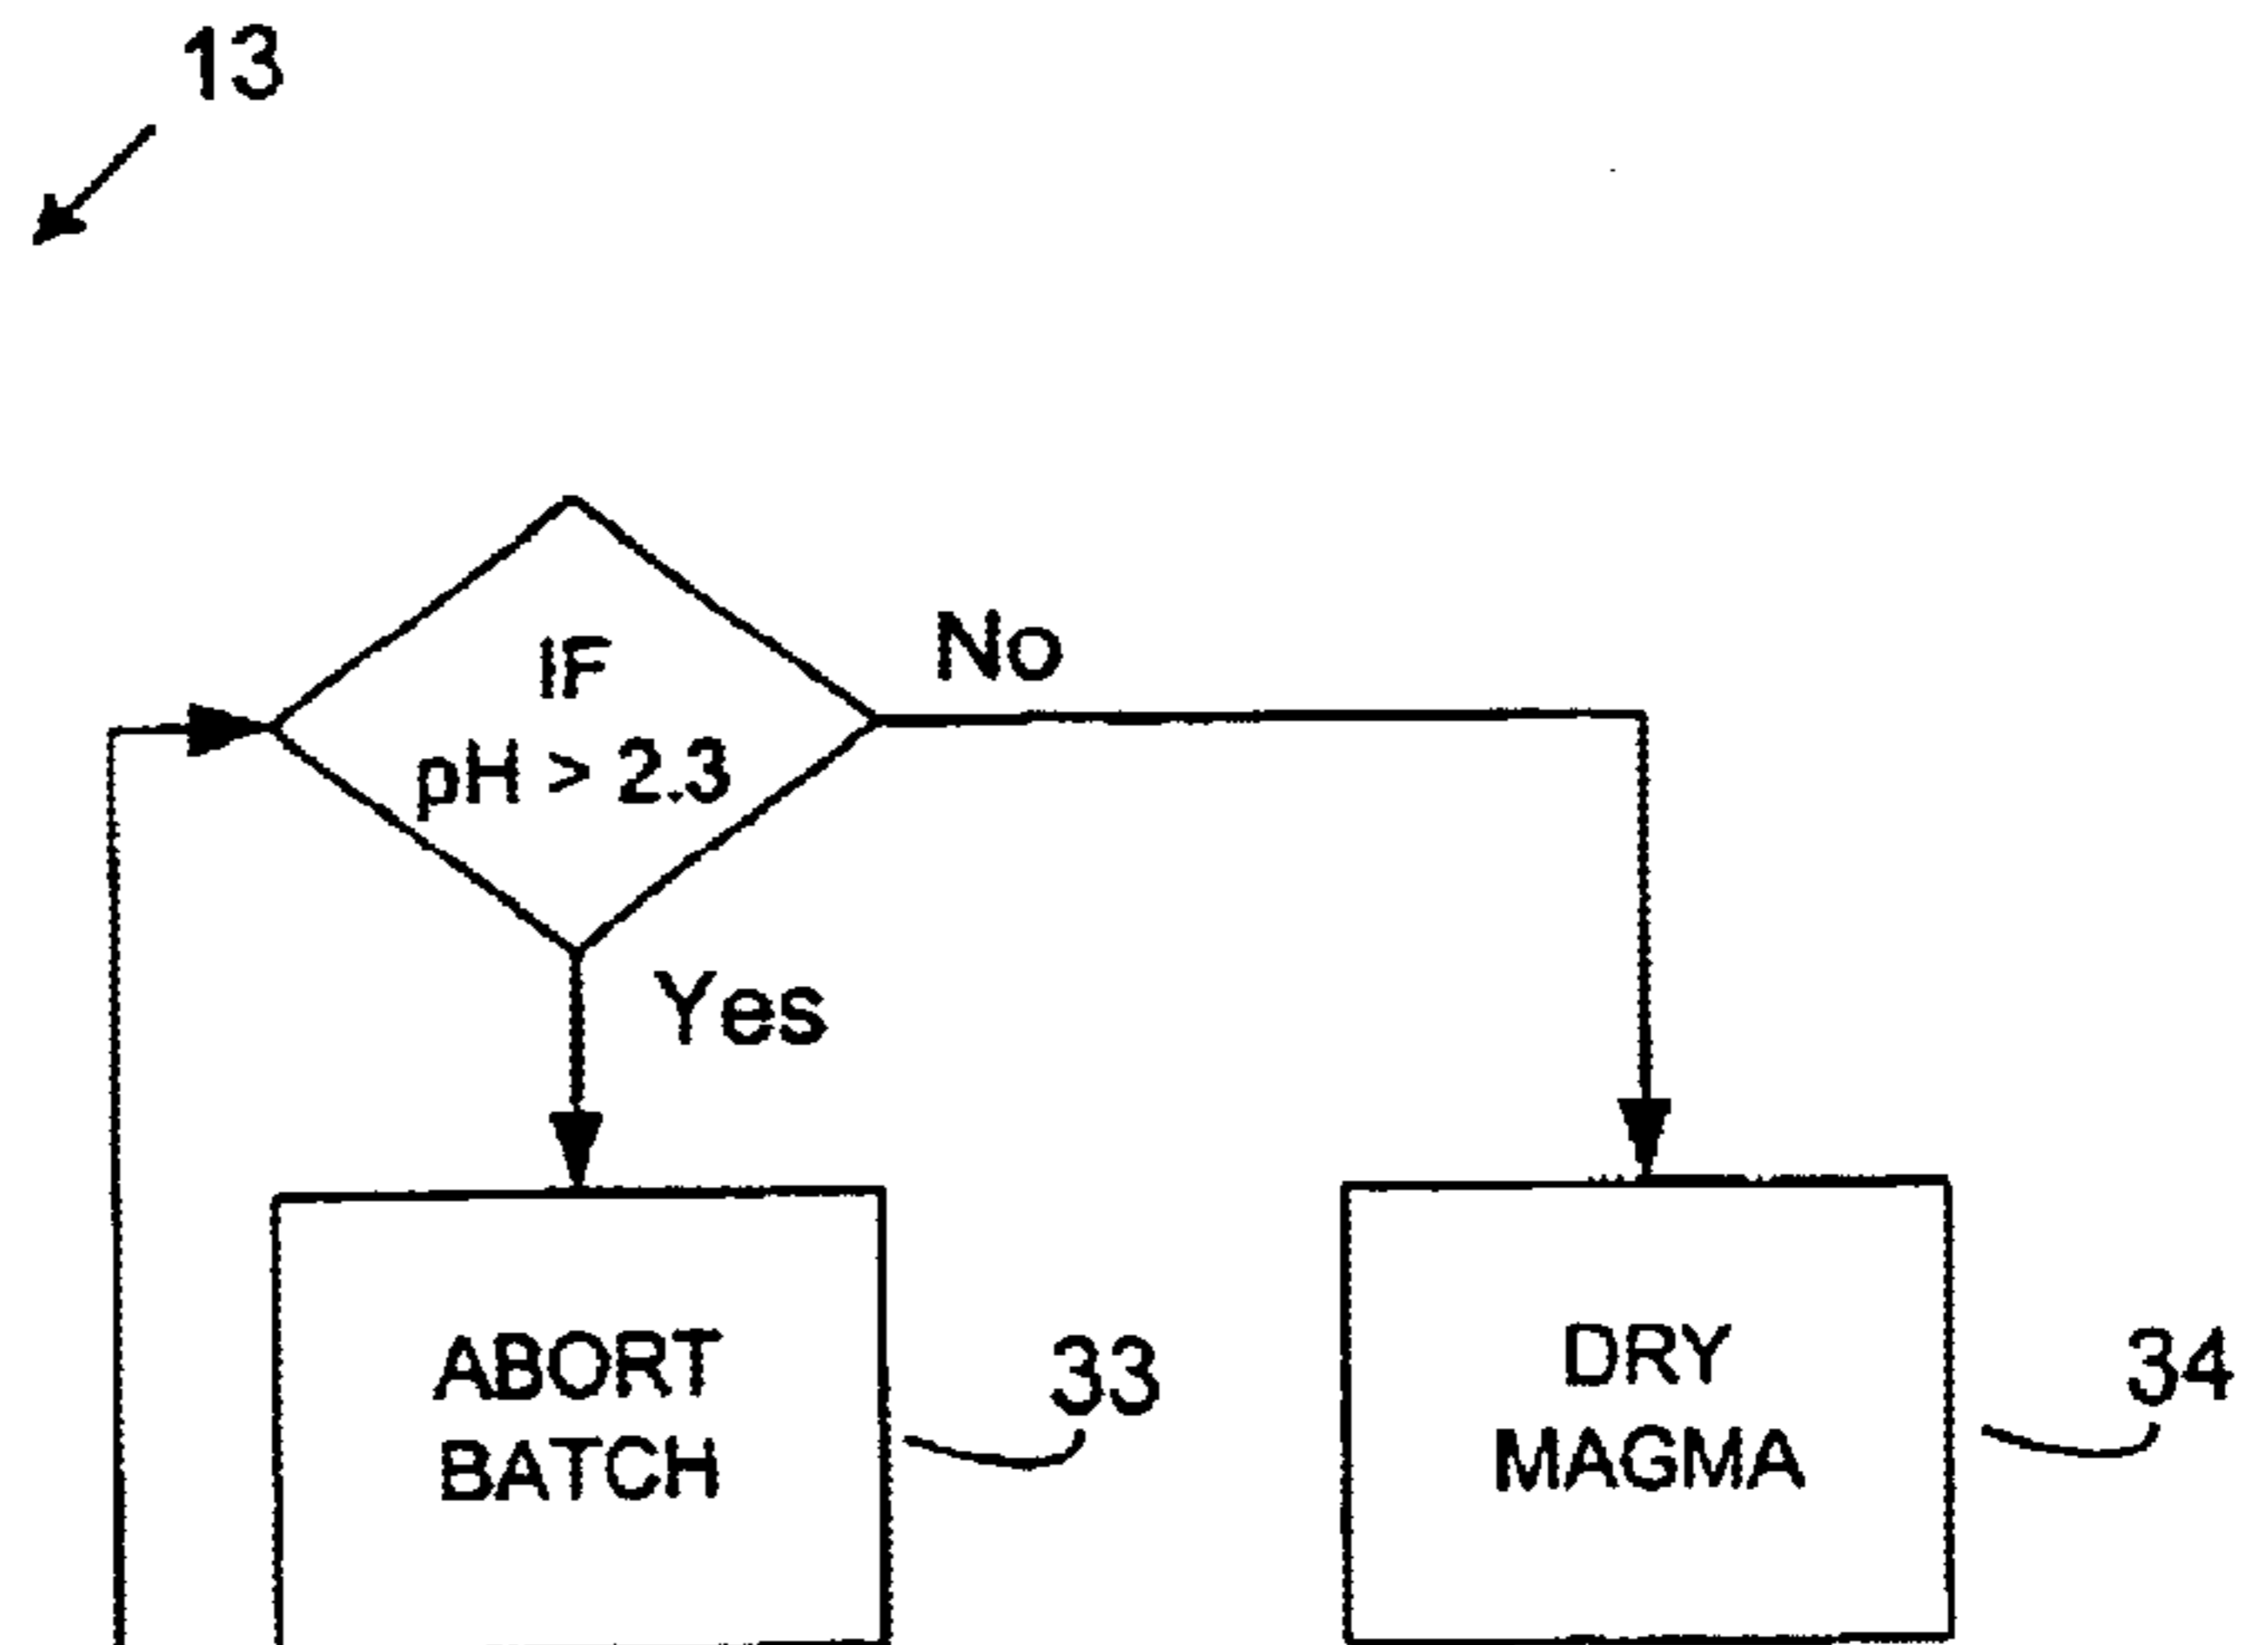 13
IF
pH > 2.3
No
Yes
ABORT
BATCH
33
DRY
MAGMA
34